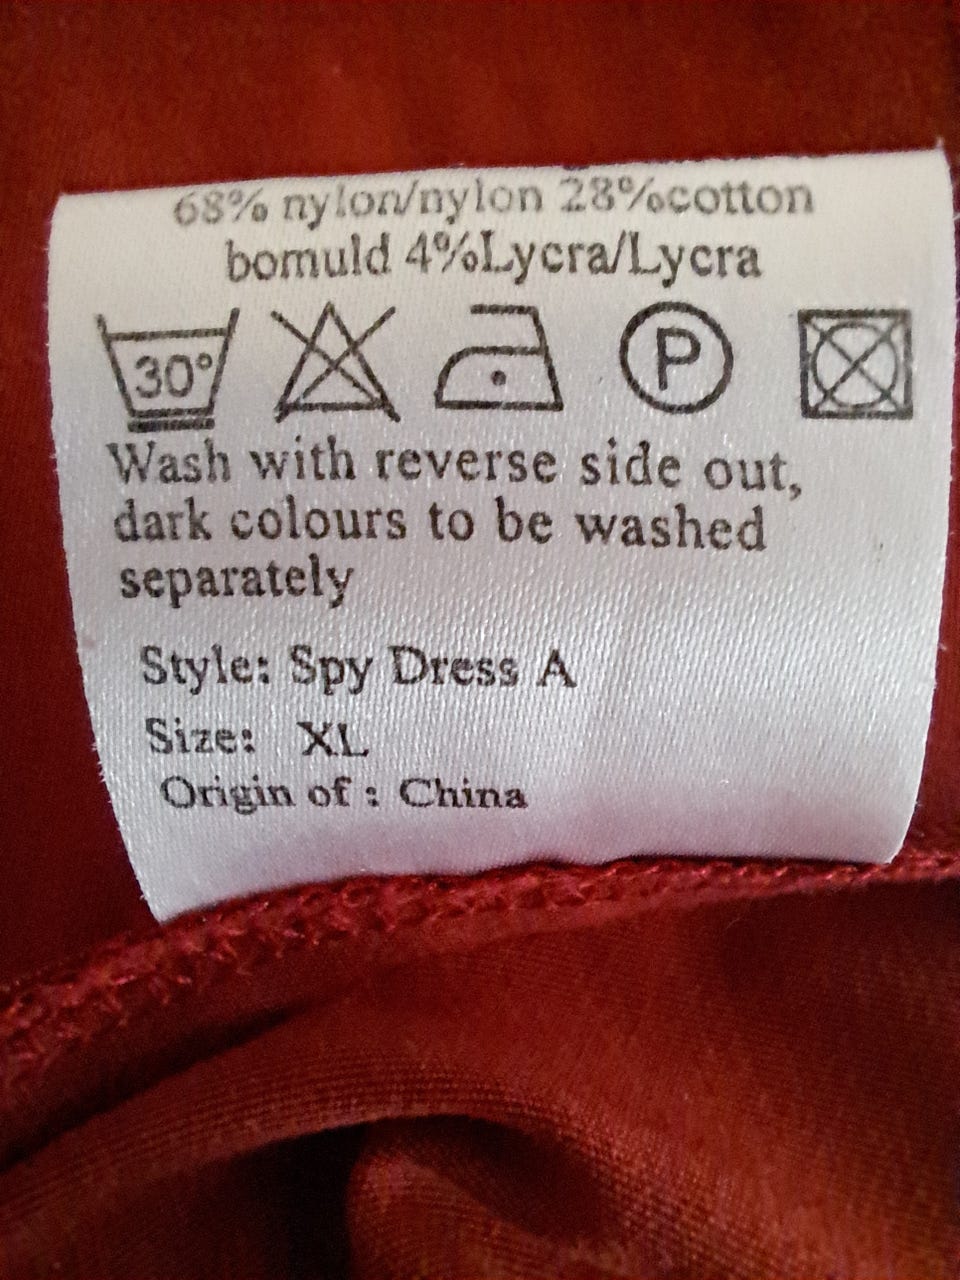 68% nylon/nylon 28%cotton
bomuld 4%Lycra/Lycra
30° P
Wash with reverse side out,
dark colours to be washed
separately
Style: Spy Dress A
Size: XL
Origin of : China